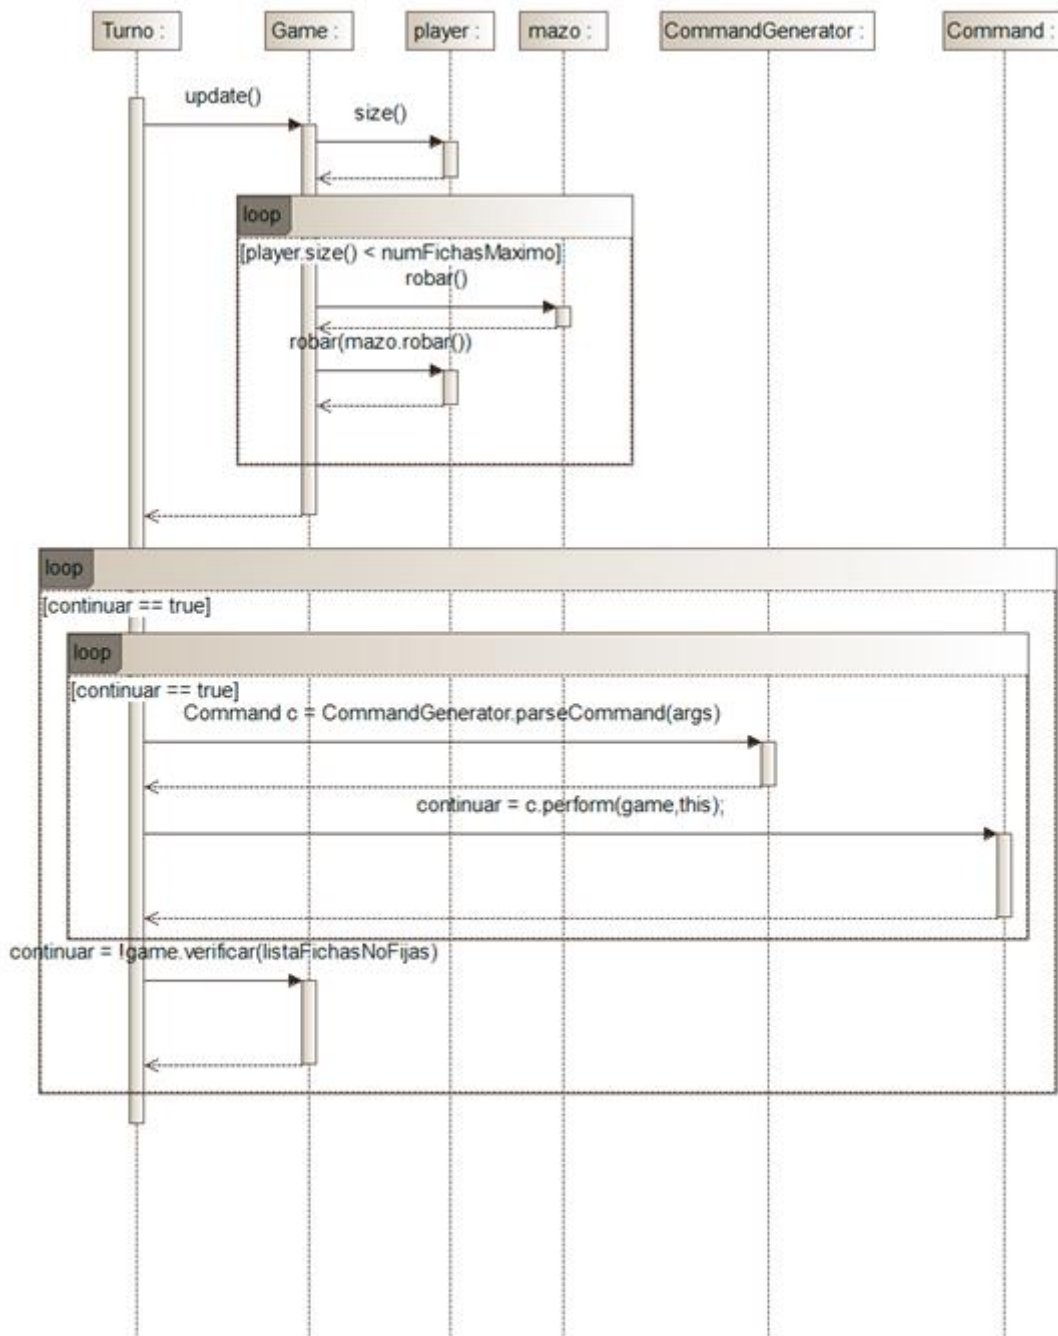 Turno :
Game :
player :
mazo :
CommandGenerator :
Command :
update()
size()
loop
[player.size() < numFichasMaximo]
robar()
robar(mazo.robar())
loop
[continuar == true]
loop
[continuar == true]
Command c = CommandGenerator.parseCommand(args)
continuar = c.perform(game,this);
continuar = !game.verificar(listaFichasNoFijas)